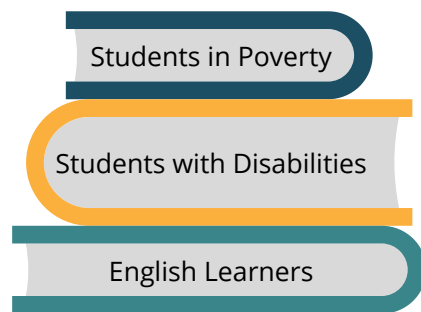 Students in Poverty
Students with Disabilities
English Learners